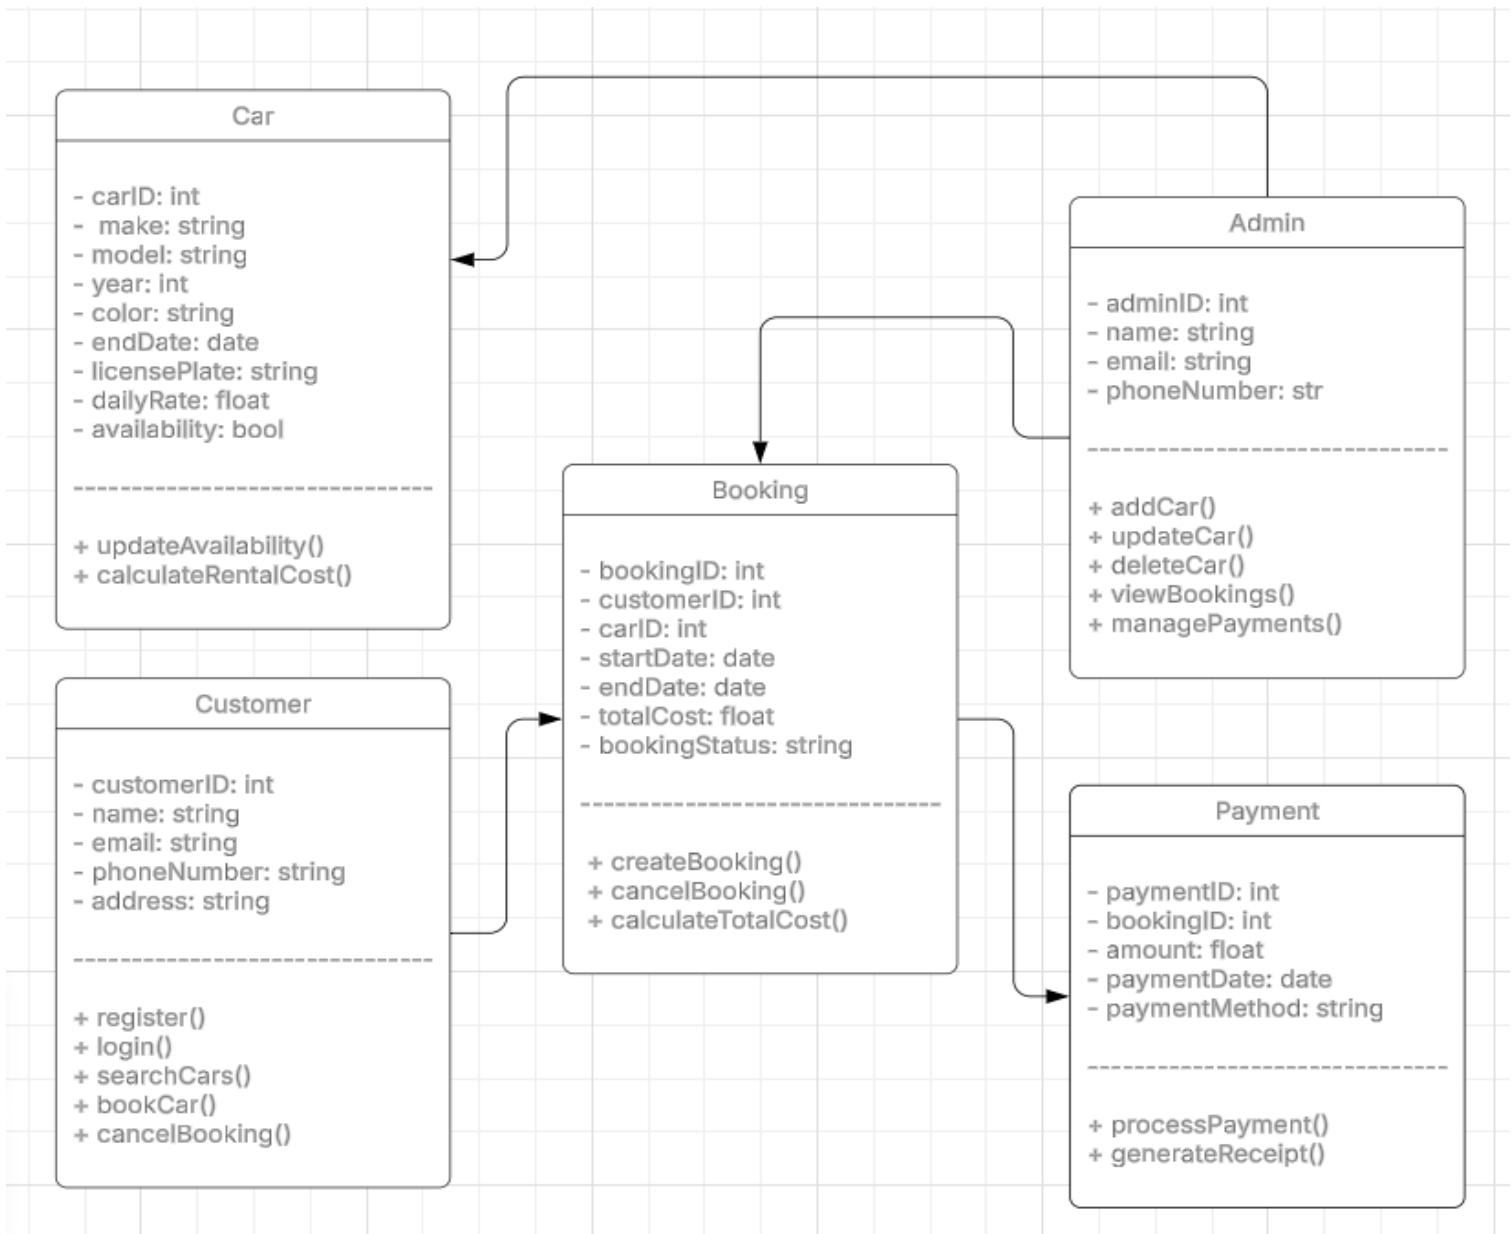 Car
- carID: int
- make: string
- model: string
- year: int
- color: string
- endDate: date
- licensePlate: string
- dailyRate: float
- availability: bool
--------------------------------
+ updateAvailability()
+ calculateRentalCost()
Customer
- customerID: int
- name: string
- email: string
- phoneNumber: string
- address: string
--------------------------------
+ register()
+ login()
+ searchCars()
+ bookCar()
+ cancelBooking()
Booking
- bookingID: int
- customerID: int
- carID: int
- startDate: date
- endDate: date
- totalCost: float
- bookingStatus: string
--------------------------------
+ createBooking()
+ cancelBooking()
+ calculateTotalCost()
Admin
- adminID: int
- name: string
- email: string
- phoneNumber: str
--------------------------------
+ addCar()
+ updateCar()
+ deleteCar()
+ viewBookings()
+ managePayments()
Payment
- paymentID: int
- bookingID: int
- amount: float
- paymentDate: date
- paymentMethod: string
--------------------------------
+ processPayment()
+ generateReceipt()